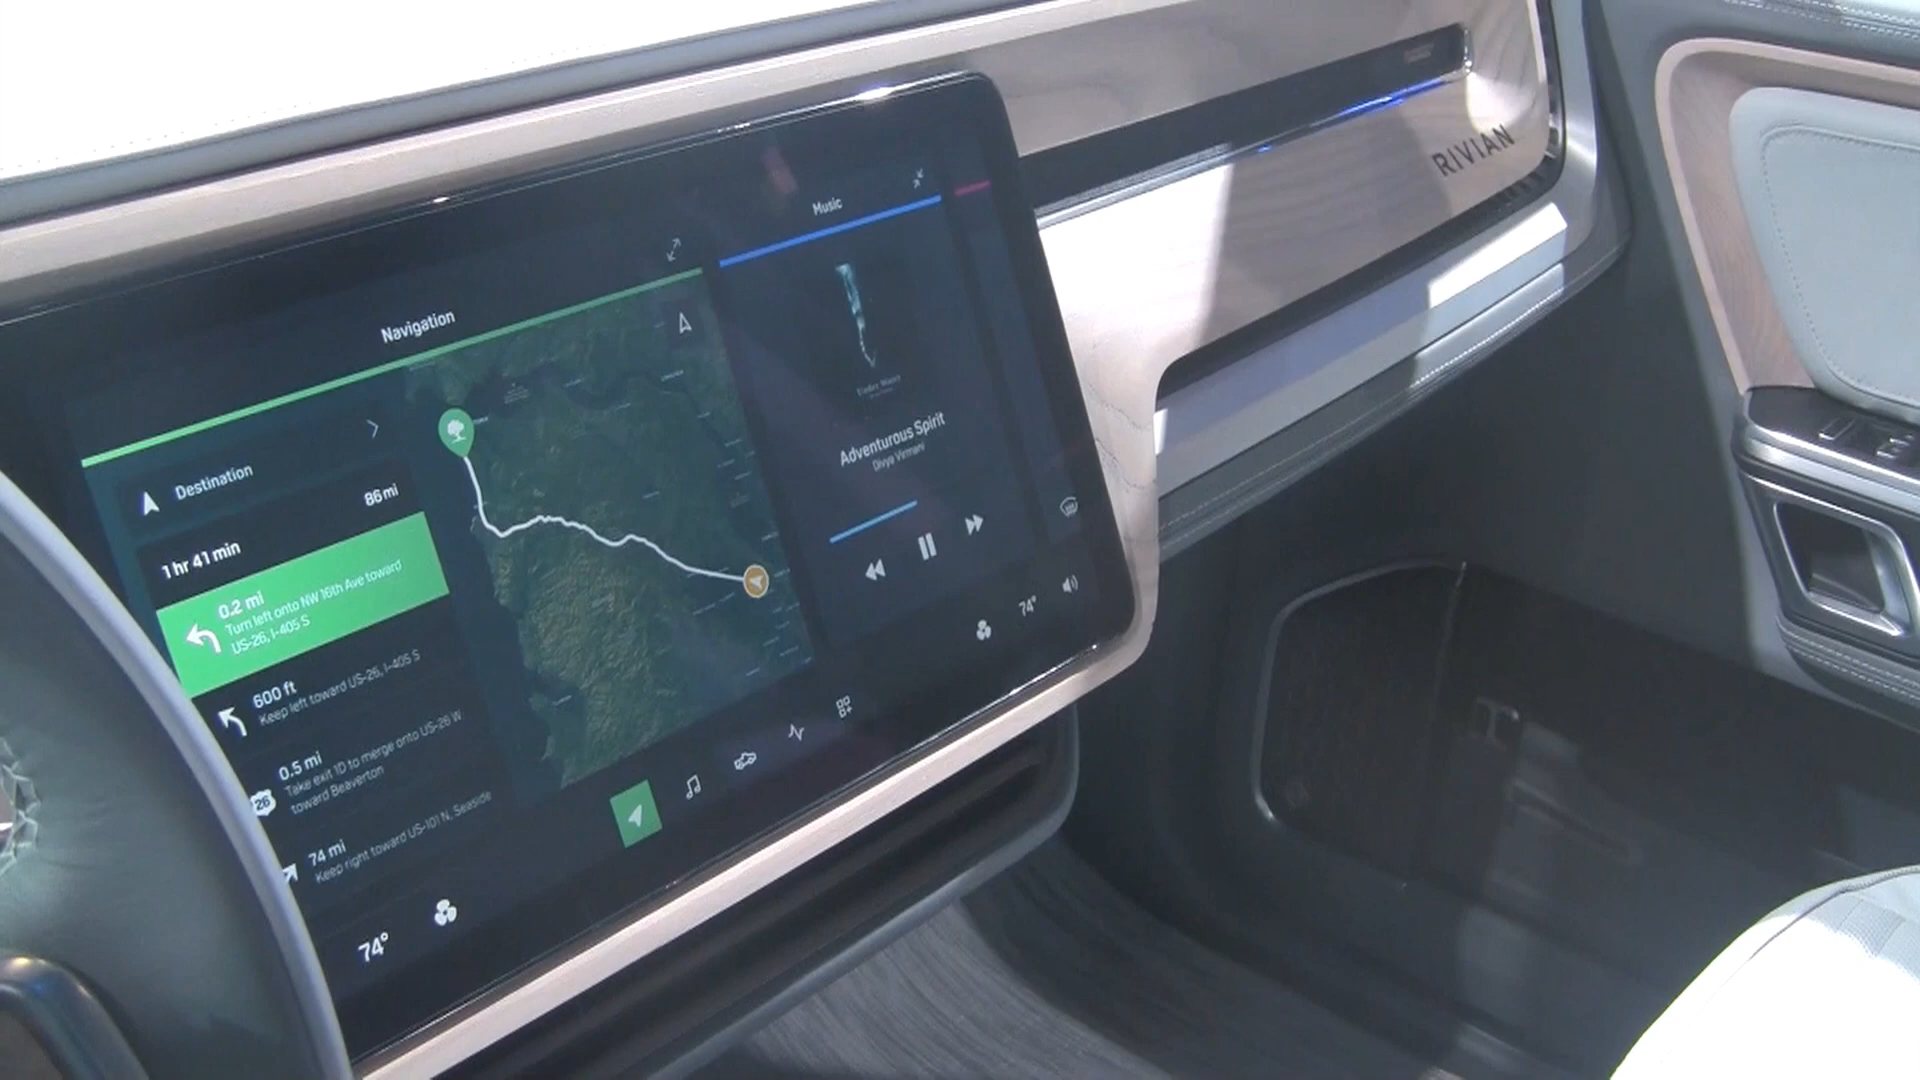 RIVIAN
Navigation
Destination
86 mi
1 hr 41 min
0.2 mi
Turn left onto NW 16th Ave toward
US-26, I-405 S
600 ft
Keep left toward US-26, I-405 S
0.5 mi
26
Take exit 1D to merge onto US-26 W
toward Beaverton
74 mi
Keep right toward US-101 N, Seaside
74°
Music
Adventurous Spirit
Divya Virmani
74°